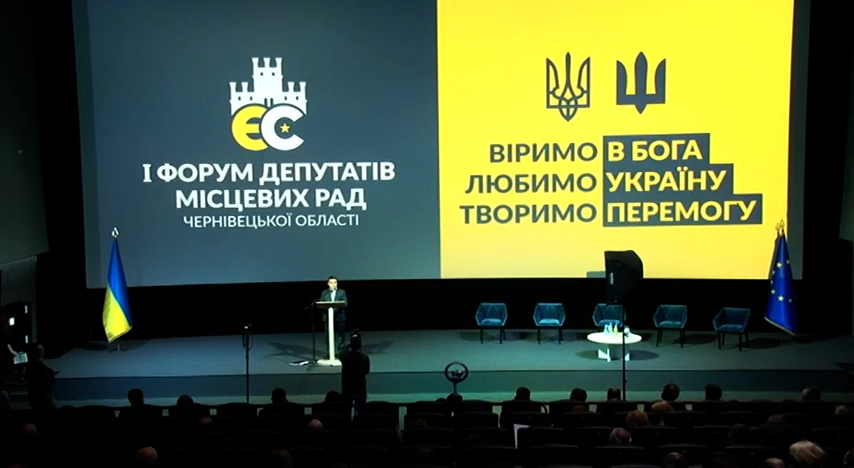 ЄС
І ФОРУМ ДЕПУТАТІВ
МІСЦЕВИХ РАД
ЧЕРНІВЕЦЬКОЇ ОБЛАСТІ
ВІРИМО В БОГА
ЛЮБИМО УКРАЇНУ
ТВОРИМО ПЕРЕМОГУ